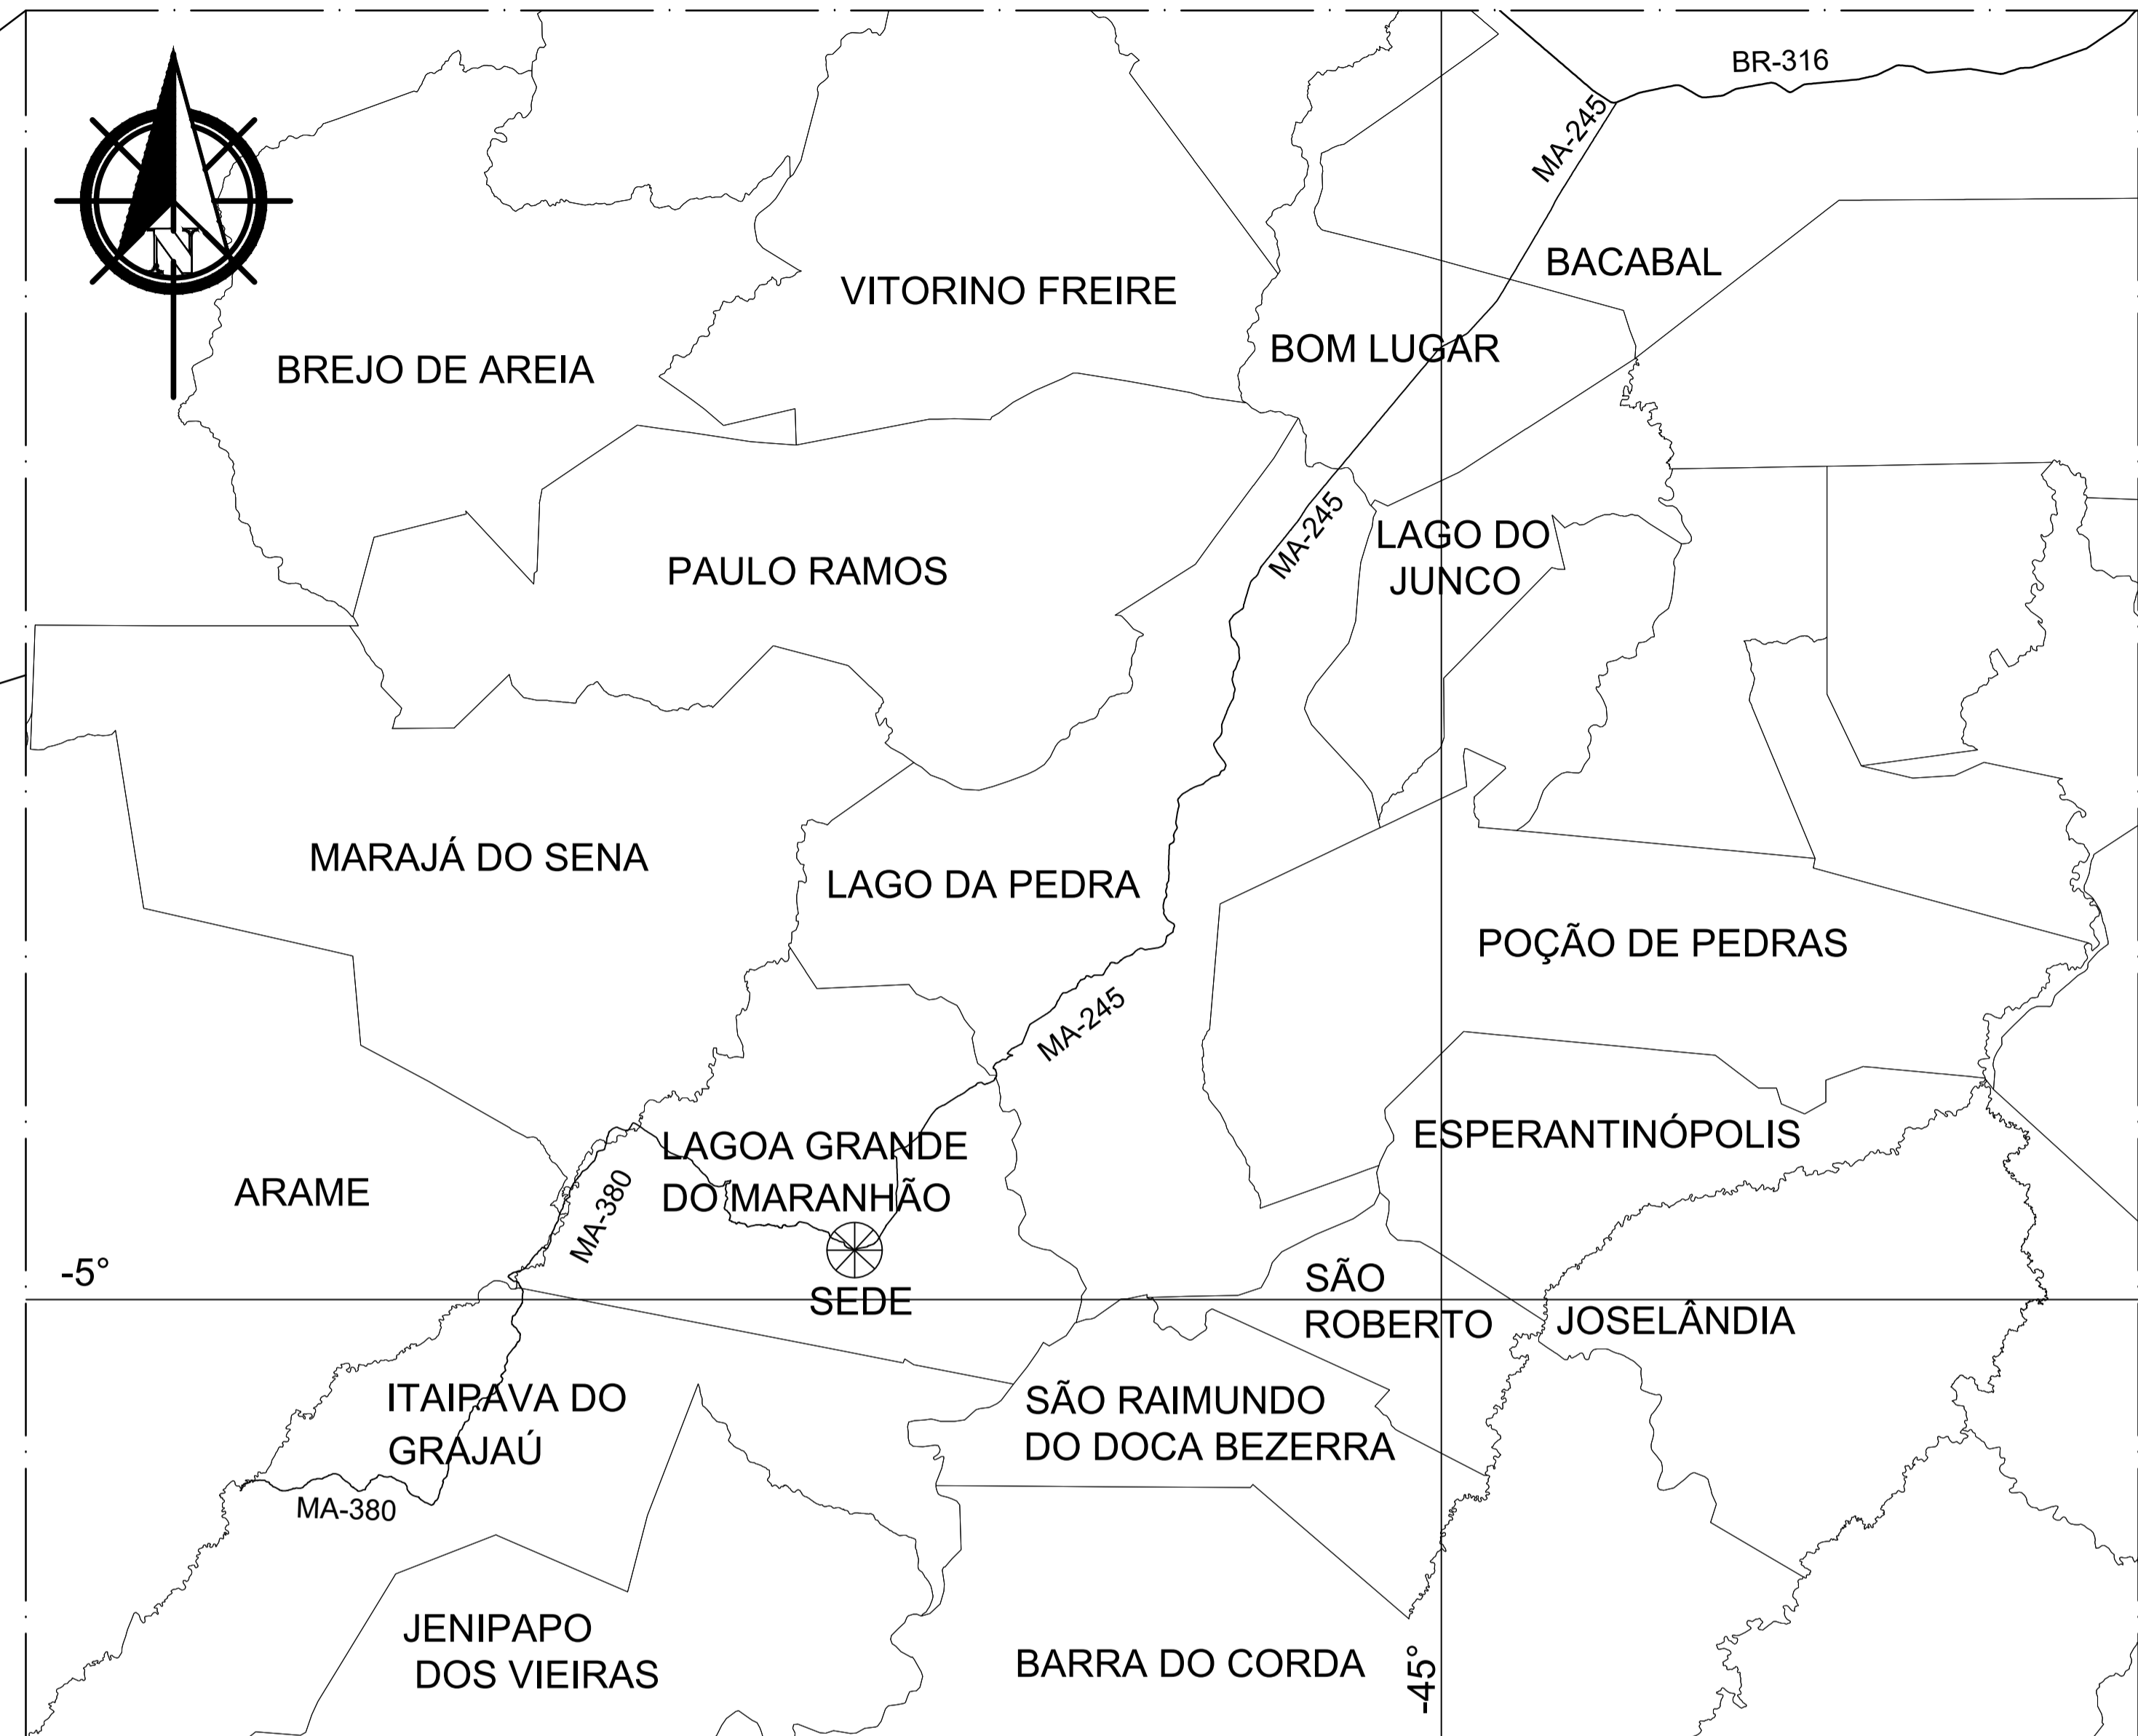 BR-316
MA-245
N
BACABAL
VITORINO FREIRE
BOM LUGAR
BREJO DE AREIA
MA-245
LAGO DO
JUNCO
PAULO RAMOS
MARAJÁ DO SENA
LAGO DA PEDRA
POÇÃO DE PEDRAS
MA-245
ESPERANTINÓPOLIS
LAGOA GRANDE
DO MARANHÃO
ARAME
MA-380
-5°
SEDE
SÃO
ROBERTO
JOSELÂNDIA
ITAIPAVA DO
GRAJAÚ
SÃO RAIMUNDO
DO DOCA BEZERRA
MA-380
JENIPAPO
DOS VIEIRAS
BARRA DO CORDA
-45°